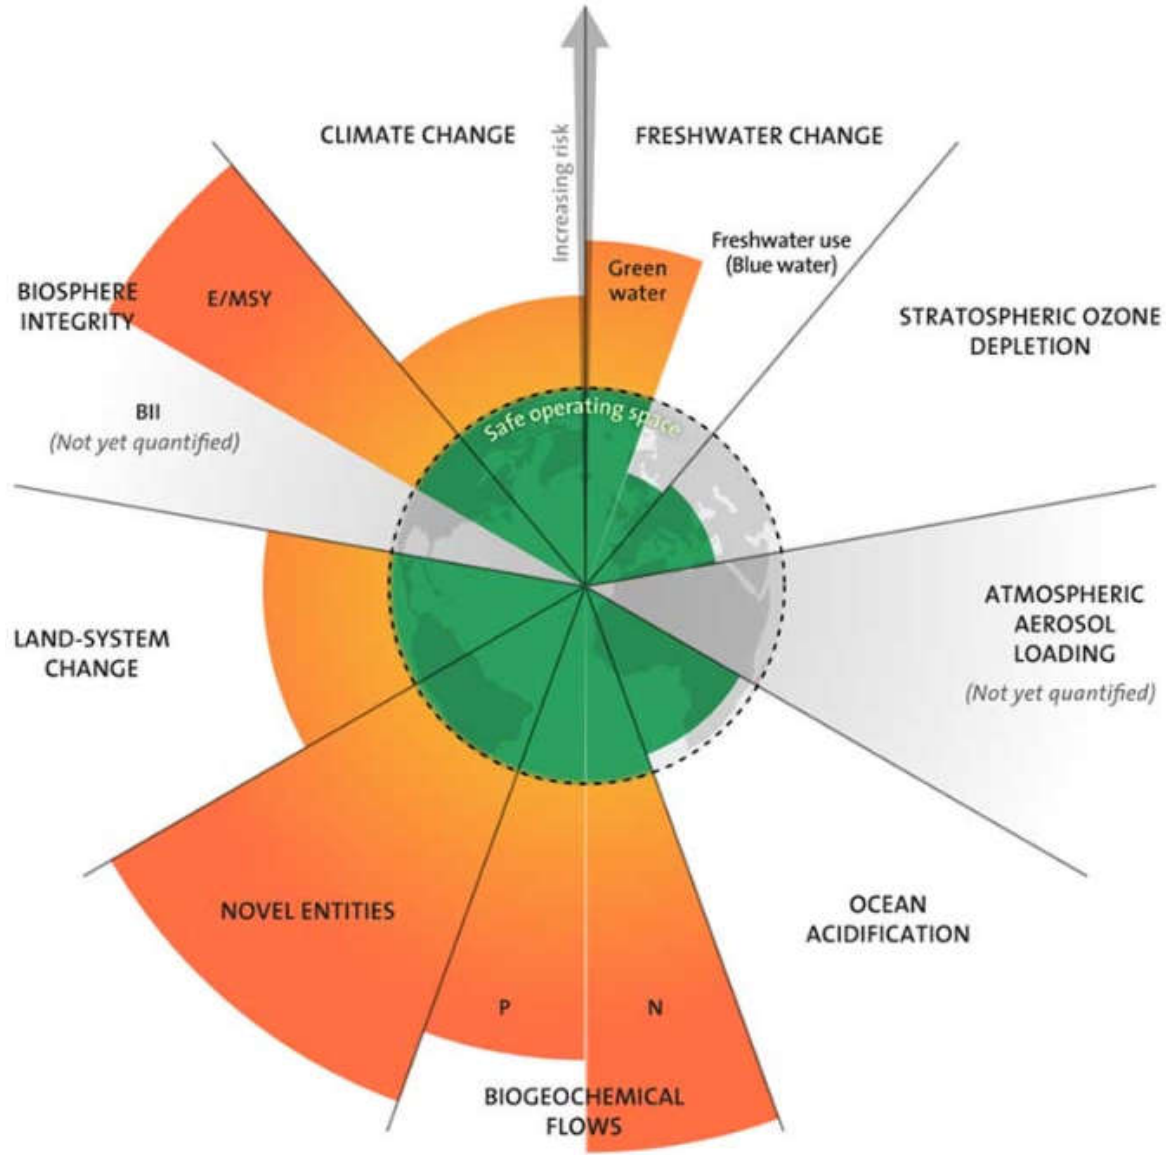 CLIMATE CHANGE
Increasing risk
FRESHWATER CHANGE
Freshwater use
(Blue water)
Green
water
STRATOSPHERIC OZONE
DEPLETION
BIOSPHERE
INTEGRITY
E/MSY
BII
(Not yet quantified)
Safe operating space
ATMOSPHERIC
AEROSOL
LOADING
(Not yet quantified)
LAND-SYSTEM
CHANGE
NOVEL ENTITIES
OCEAN
ACIDIFICATION
P
N
BIOGEOCHEMICAL
FLOWS